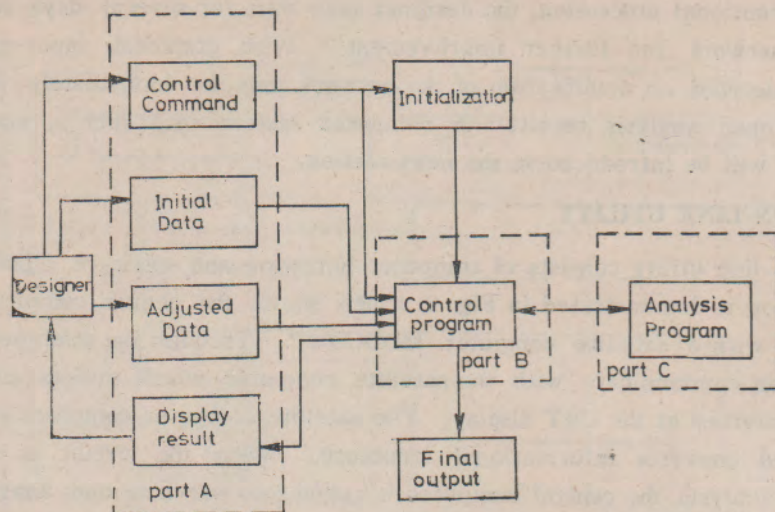 Control
Command
Initialization
Initial
Data
Designer
Adjusted
Data
Control
program
part B
Analysis
Program
part C
Display
result
part A
Final
output